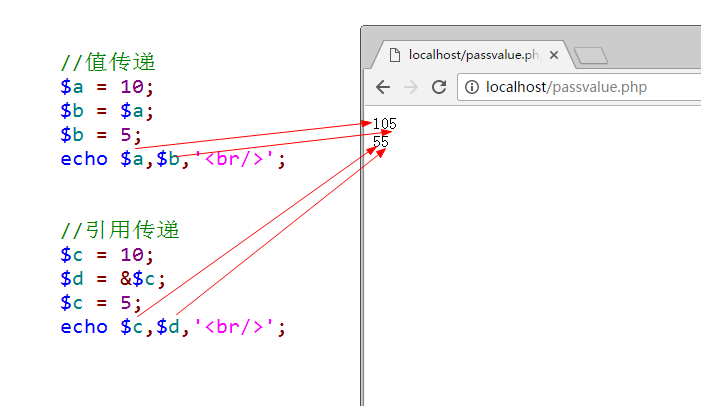 //值传递
$a = 10;
$b = $a;
$b = 5;
echo $a,$b,'<br/>';
//引用传递
$c = 10;
$d = &$c;
$c = 5;
echo $c,$d,'<br/>';
localhost/passvalue.ph
localhost/passvalue.php
105
55